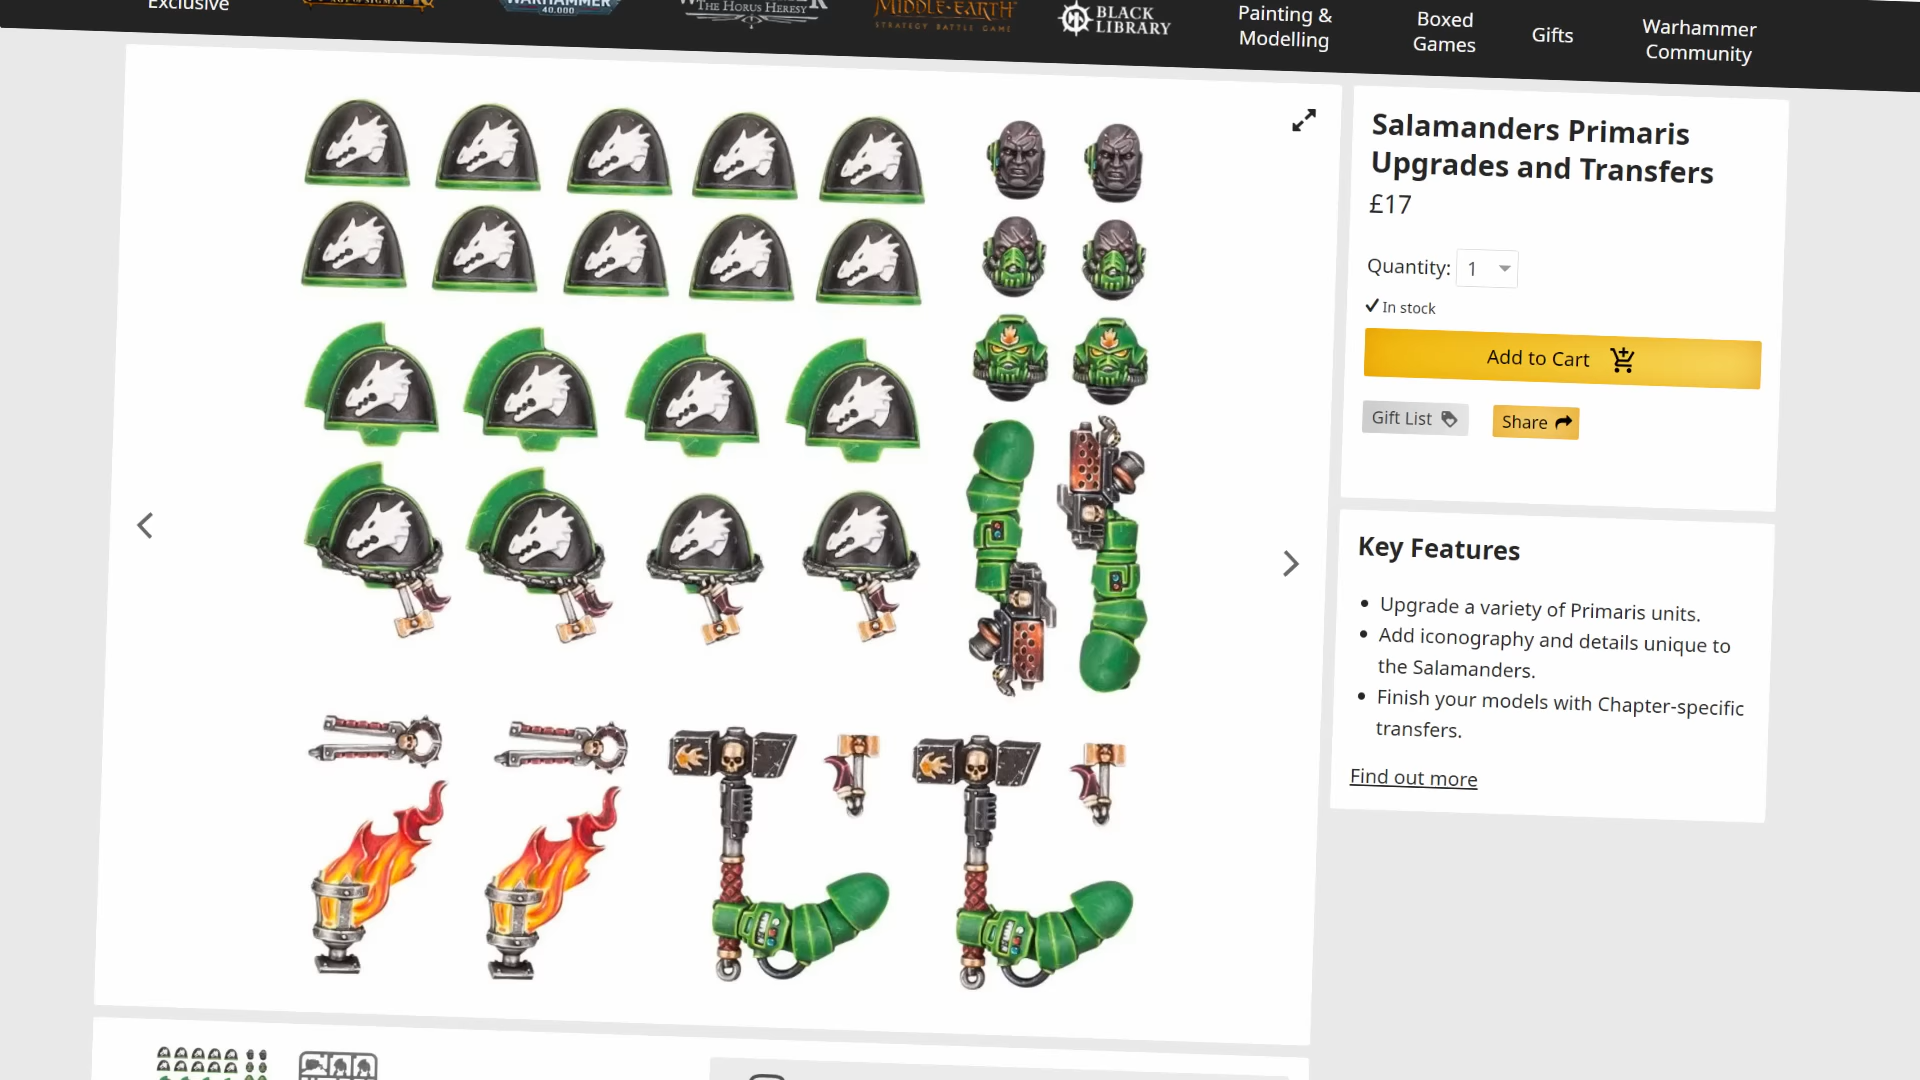 Exclusive
WARHAMMER
40,000
THE HORUS HERESY
MIDDLE-EARTH
STRATEGY BATTLE GAME
BLACK
LIBRARY
Painting &
Modelling
Boxed
Games
Gifts
Warhammer
Community
Salamanders Primaris
Upgrades and Transfers
£17
Quantity: 1
In stock
Add to Cart
Gift List
Share
Key Features
• Upgrade a variety of Primaris units.
• Add iconography and details unique to
the Salamanders.
• Finish your models with Chapter-specific
transfers.
Find out more